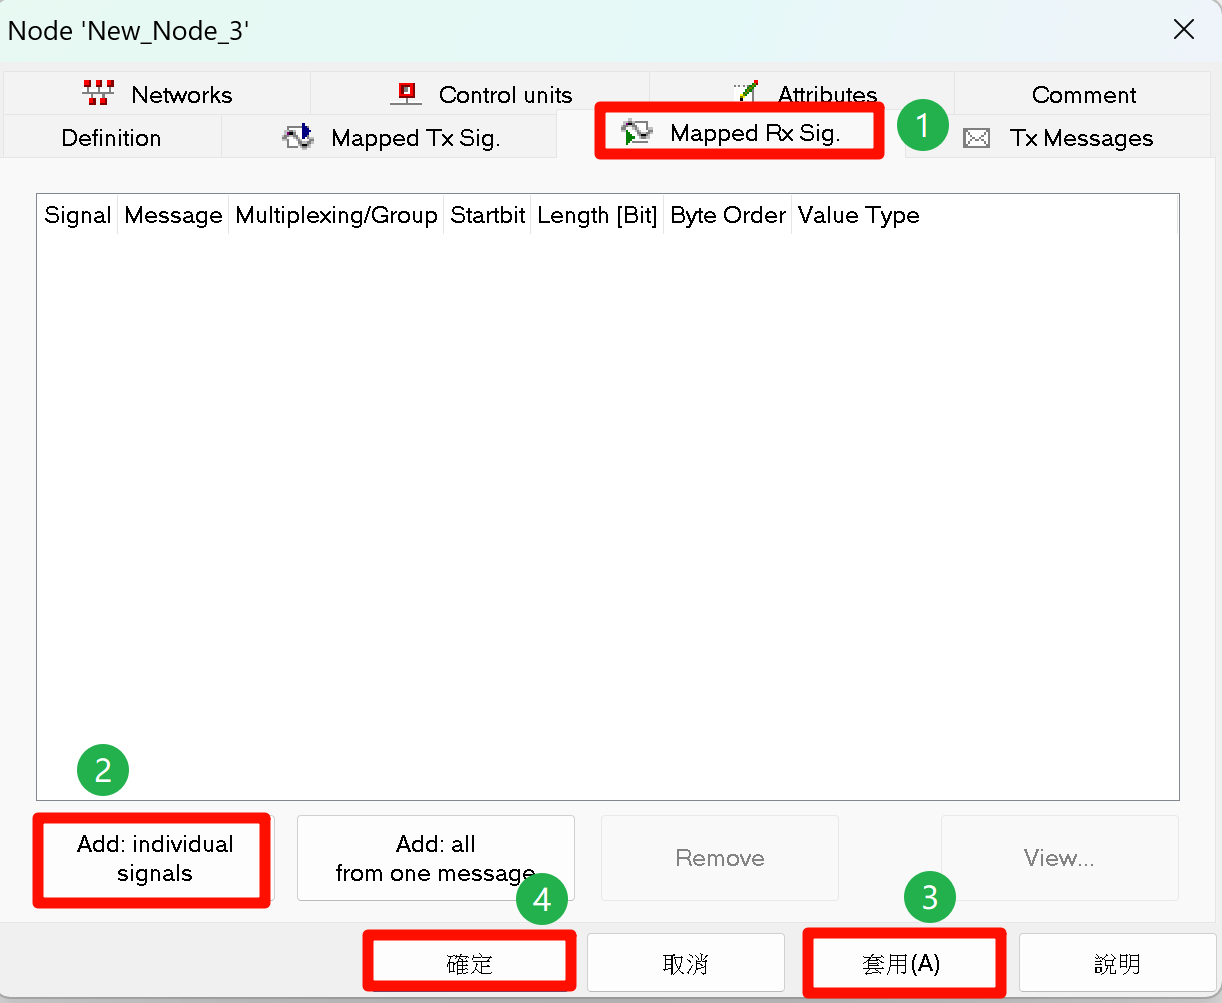 Node 'New_Node_3'
Networks
Control units
Attributes
Comment
Definition
Mapped Tx Sig.
Mapped Rx Sig.
1
Tx Messages
Signal
Message
Multiplexing/Group
Startbit
Length [Bit]
Byte Order
Value Type
2
Add: individual
signals
Add: all
from one message
Remove
View...
4
3
確定
取消
套用(A)
說明